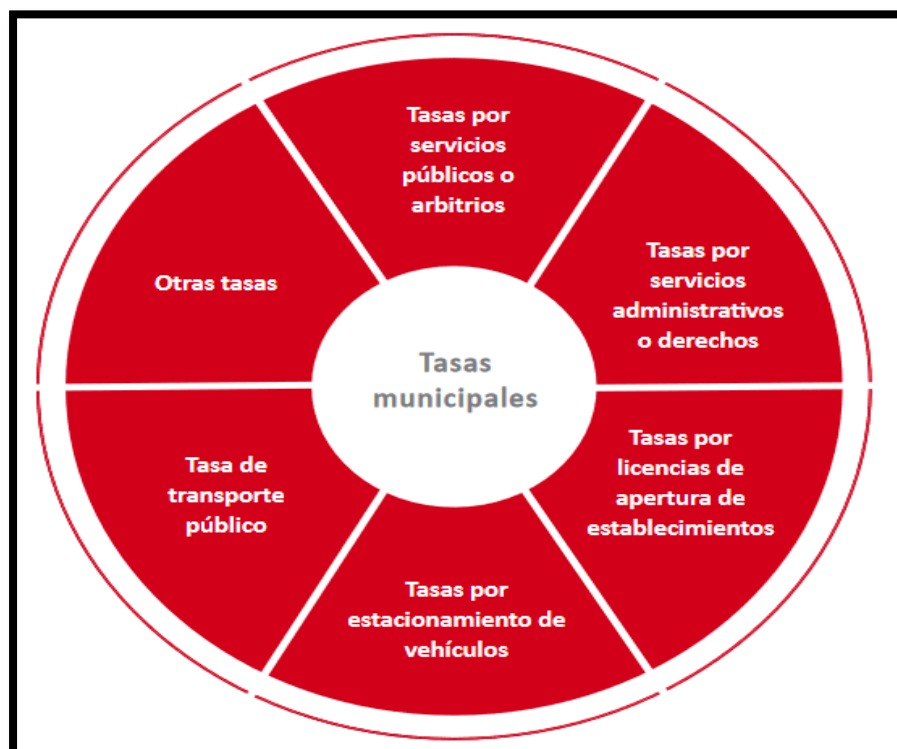 Tasas por
servicios
públicos o
arbitrios
Tasas por
servicios
administrativos
o derechos
Tasas por
licencias de
apertura de
establecimientos
Tasas por
estacionamiento de
vehículos
Tasa de
transporte
público
Otras tasas
Tasas
municipales